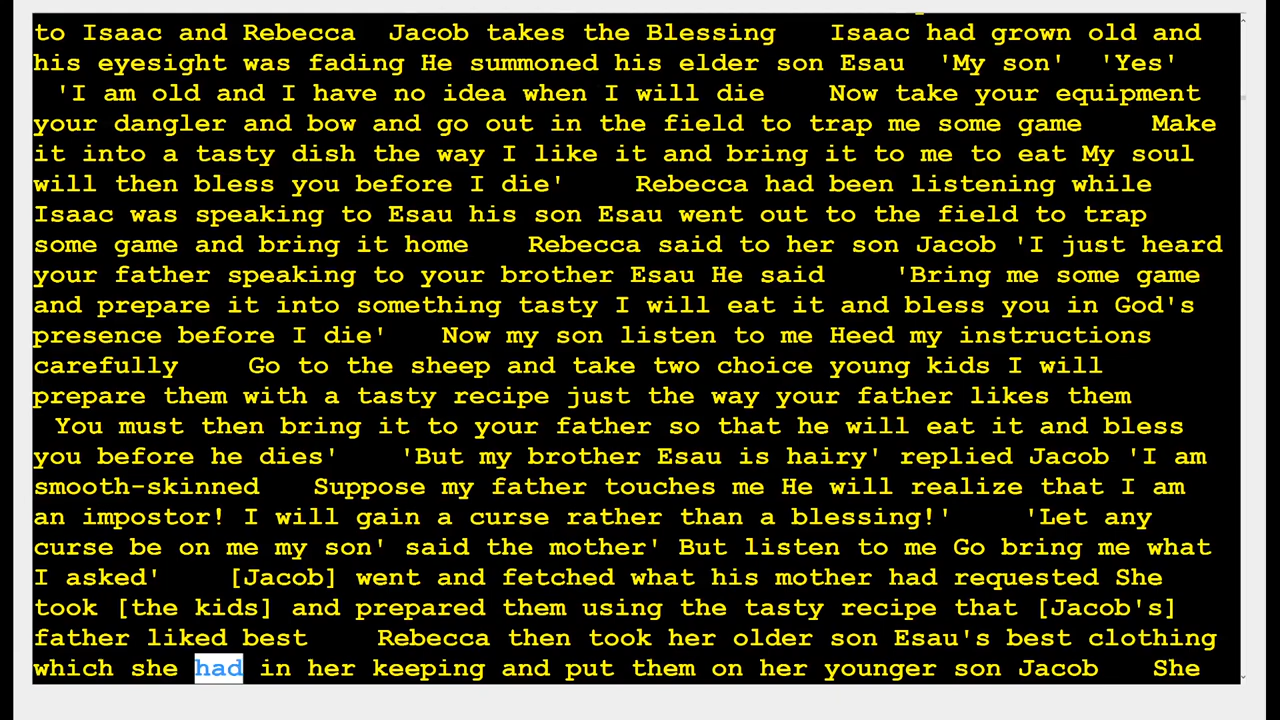 to Isaac and Rebecca Jacob takes the Blessing Isaac had grown old and
his eyesight was fading He summoned his elder son Esau 'My son' 'Yes'
'I am old and I have no idea when I will die Now take your equipment
your dangler and bow and go out in the field to trap me some game Make
it into a tasty dish the way I like it and bring it to me to eat My soul
will then bless you before I die' Rebecca had been listening while
Isaac was speaking to Esau his son Esau went out to the field to trap
some game and bring it home Rebecca said to her son Jacob 'I just heard
your father speaking to your brother Esau He said 'Bring me some game
and prepare it into something tasty I will eat it and bless you in God's
presence before I die' Now my son listen to me Heed my instructions
carefully Go to the sheep and take two choice young kids I will
prepare them with a tasty recipe just the way your father likes them
You must then bring it to your father so that he will eat it and bless
you before he dies' 'But my brother Esau is hairy' replied Jacob 'I am
smooth-skinned Suppose my father touches me He will realize that I am
an impostor! I will gain a curse rather than a blessing!' 'Let any
curse be on me my son' said the mother' But listen to me Go bring me what
I asked' [Jacob] went and fetched what his mother had requested She
took [the kids] and prepared them using the tasty recipe that [Jacob's]
father liked best Rebecca then took her older son Esau's best clothing
which she had in her keeping and put them on her younger son Jacob She